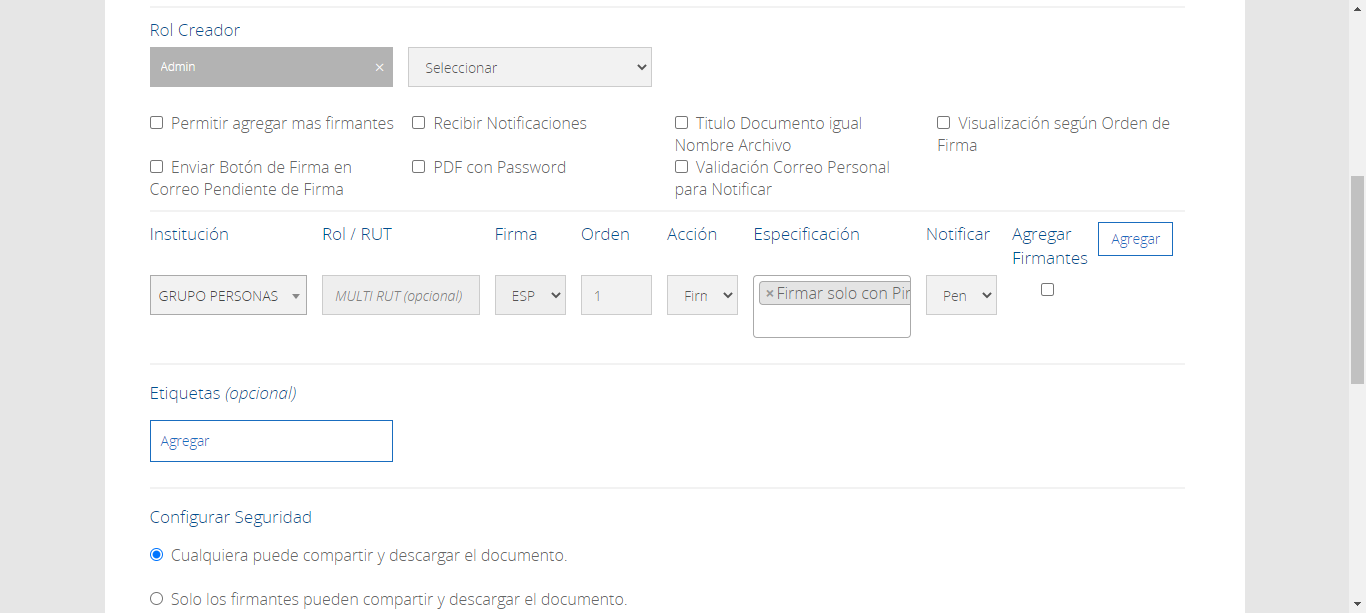 Rol Creador
Admin × Seleccionar
Permitir agregar mas firmantes Recibir Notificaciones Titulo Documento igual Visualización según Orden de
Nombre Archivo Firma
Enviar Botón de Firma en PDF con Password Validación Correo Personal
Correo Pendiente de Firma para Notificar
Institución Rol / RUT Firma Orden Acción Especificación Notificar Agregar Agregar
Firmantes
GRUPO PERSONAS MULTI RUT (opcional) ESP 1 Firn ×Firmar solo con Pin Pen
Etiquetas (opcional)
Agregar
Configurar Seguridad
Cualquiera puede compartir y descargar el documento.
Solo los firmantes pueden compartir y descargar el documento.